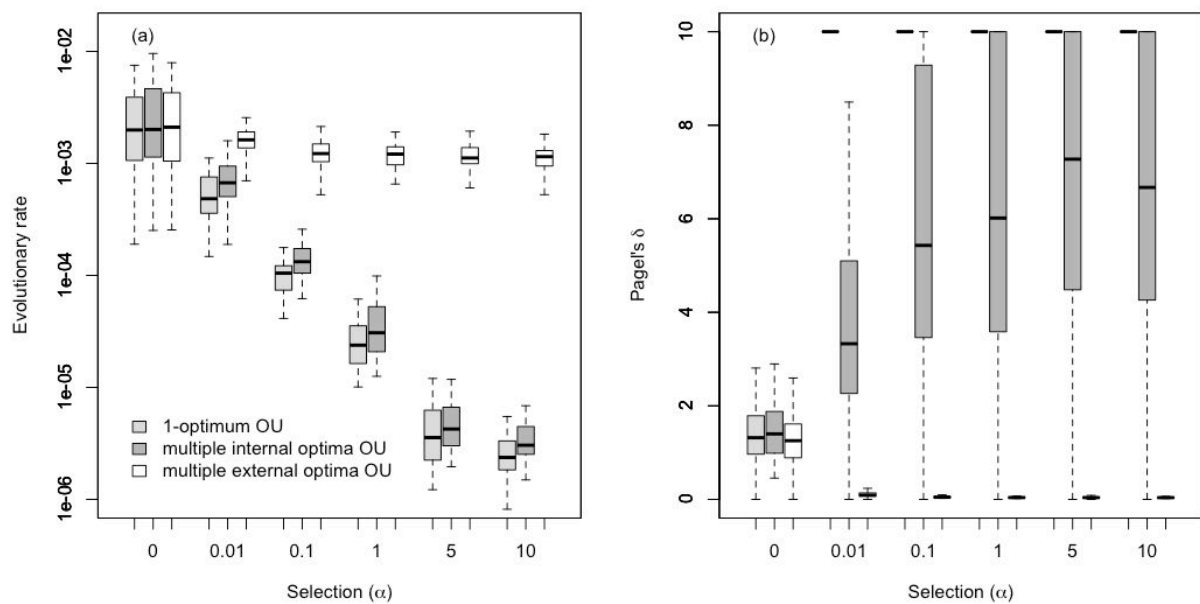 (a)
1e-02
1e-03
1e-04
1e-05
1e-06
Evolutionary rate
1-optimum OU
multiple internal optima OU
multiple external optima OU
0 0.01 0.1 1 5 10
Selection (α)
(b)
10
8
6
4
2
0
Pagel's δ
0 0.01 0.1 1 5 10
Selection (α)